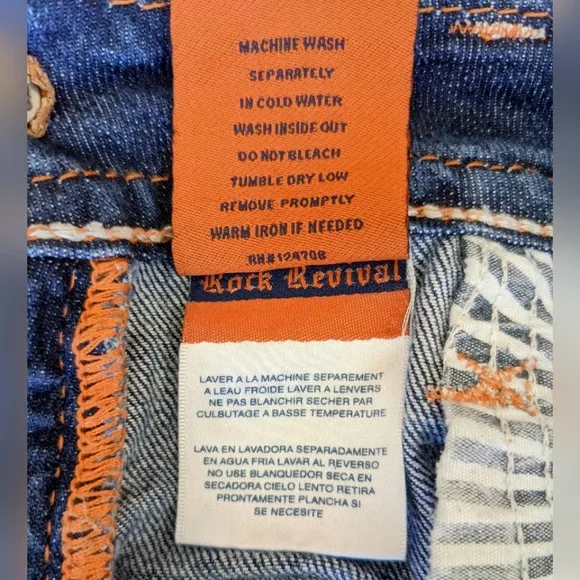 MACHINE WASH
SEPARATELY
IN COLD WATER
WASH INSIDE OUT
DO NOT BLEACH
TUMBLE DRY LOW
REMOVE PROMPTLY
WARM IRON IF NEEDED
RN#129708
Rock Revival
LAVER A LA MACHINE SEPAREMENT
A LEAU FROIDE LAVER A LENVERS
NE PAS BLANCHIR SECHER PAR
CULBUTAGE A BASSE TEMPERATURE
LAVA EN LAVADORA SEPARADAMENTE
EN AGUA FRIA LAVAR AL REVERSO
NO USE BLANQUEDOR SECA EN
SECADORA CIELO LENTO RETIRA
PRONTAMENTE PLANCHA SI
SE NECESITE